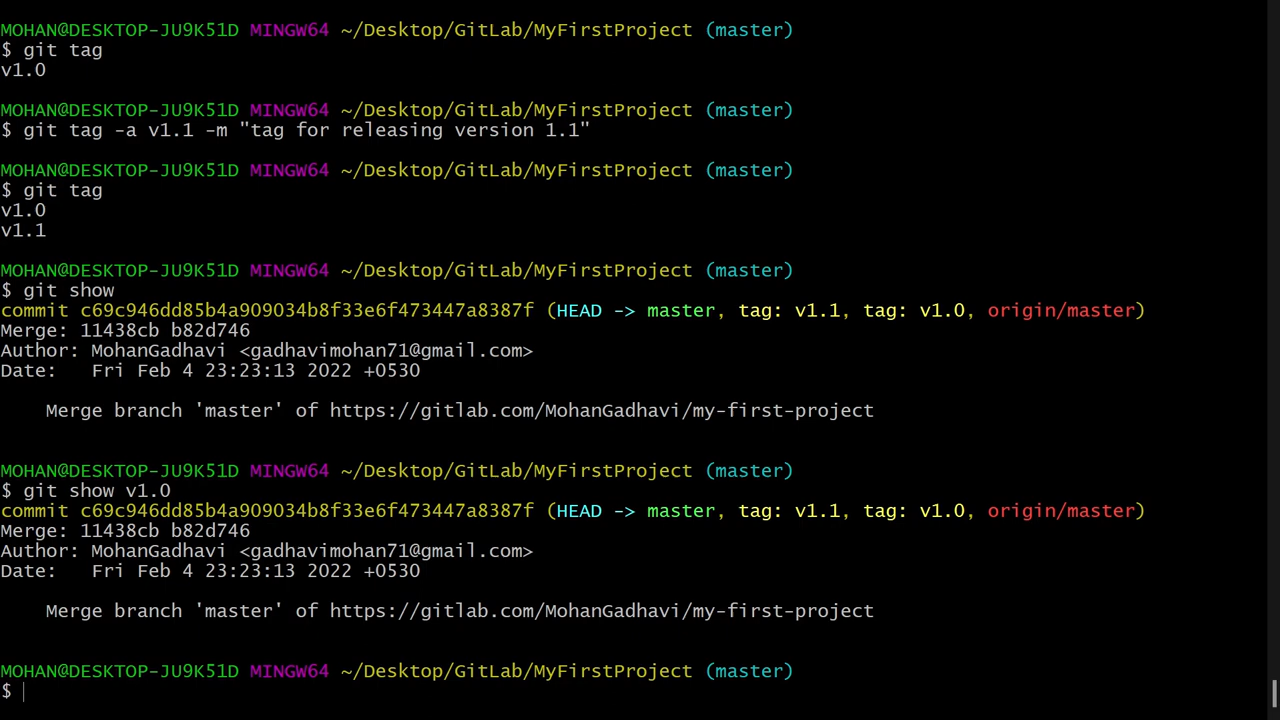 MOHAN@DESKTOP-JU9K51D MINGW64 ~/Desktop/GitLab/MyFirstProject (master)
$ git tag
v1.0
MOHAN@DESKTOP-JU9K51D MINGW64 ~/Desktop/GitLab/MyFirstProject (master)
$ git tag -a v1.1 -m "tag for releasing version 1.1"
MOHAN@DESKTOP-JU9K51D MINGW64 ~/Desktop/GitLab/MyFirstProject (master)
$ git tag
v1.0
v1.1
MOHAN@DESKTOP-JU9K51D MINGW64 ~/Desktop/GitLab/MyFirstProject (master)
$ git show
commit c69c946dd85b4a909034b8f33e6f473447a8387f (HEAD -> master, tag: v1.1, tag: v1.0, origin/master)
Merge: 11438cb b82d746
Author: MohanGadhavi <gadhavimohan71@gmail.com>
Date:   Fri Feb 4 23:23:13 2022 +0530
    Merge branch 'master' of https://gitlab.com/MohanGadhavi/my-first-project
MOHAN@DESKTOP-JU9K51D MINGW64 ~/Desktop/GitLab/MyFirstProject (master)
$ git show v1.0
commit c69c946dd85b4a909034b8f33e6f473447a8387f (HEAD -> master, tag: v1.1, tag: v1.0, origin/master)
Merge: 11438cb b82d746
Author: MohanGadhavi <gadhavimohan71@gmail.com>
Date:   Fri Feb 4 23:23:13 2022 +0530
    Merge branch 'master' of https://gitlab.com/MohanGadhavi/my-first-project
MOHAN@DESKTOP-JU9K51D MINGW64 ~/Desktop/GitLab/MyFirstProject (master)
$